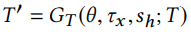 T′ = G_T(θ, τ_x, s_h; T)